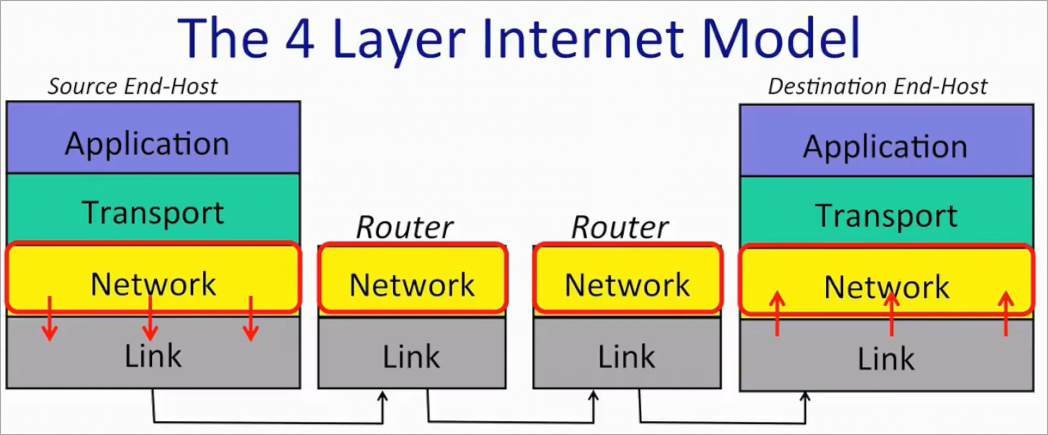 The 4 Layer Internet Model
Source End-Host
Destination End-Host
Application
Application
Transport
Transport
Router
Router
Network
Network
Network
Network
Link
Link
Link
Link